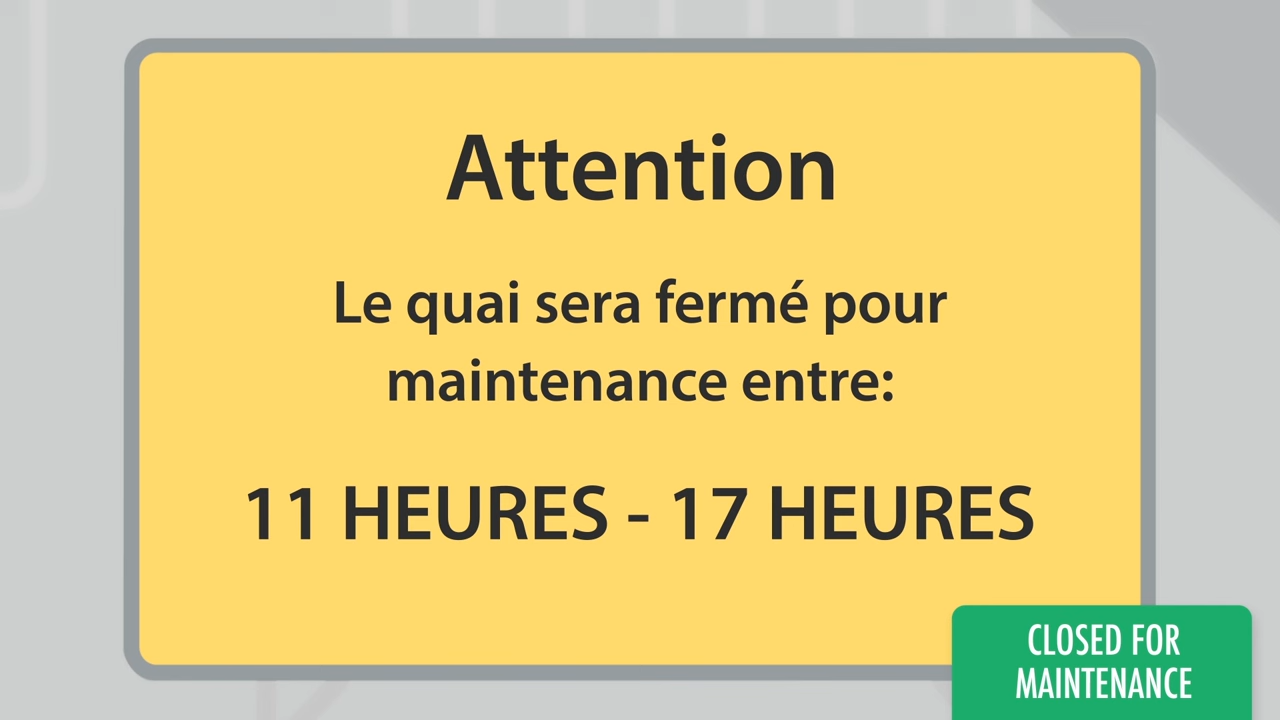 Attention
Le quai sera fermé pour
maintenance entre:
11 HEURES - 17 HEURES
CLOSED FOR
MAINTENANCE